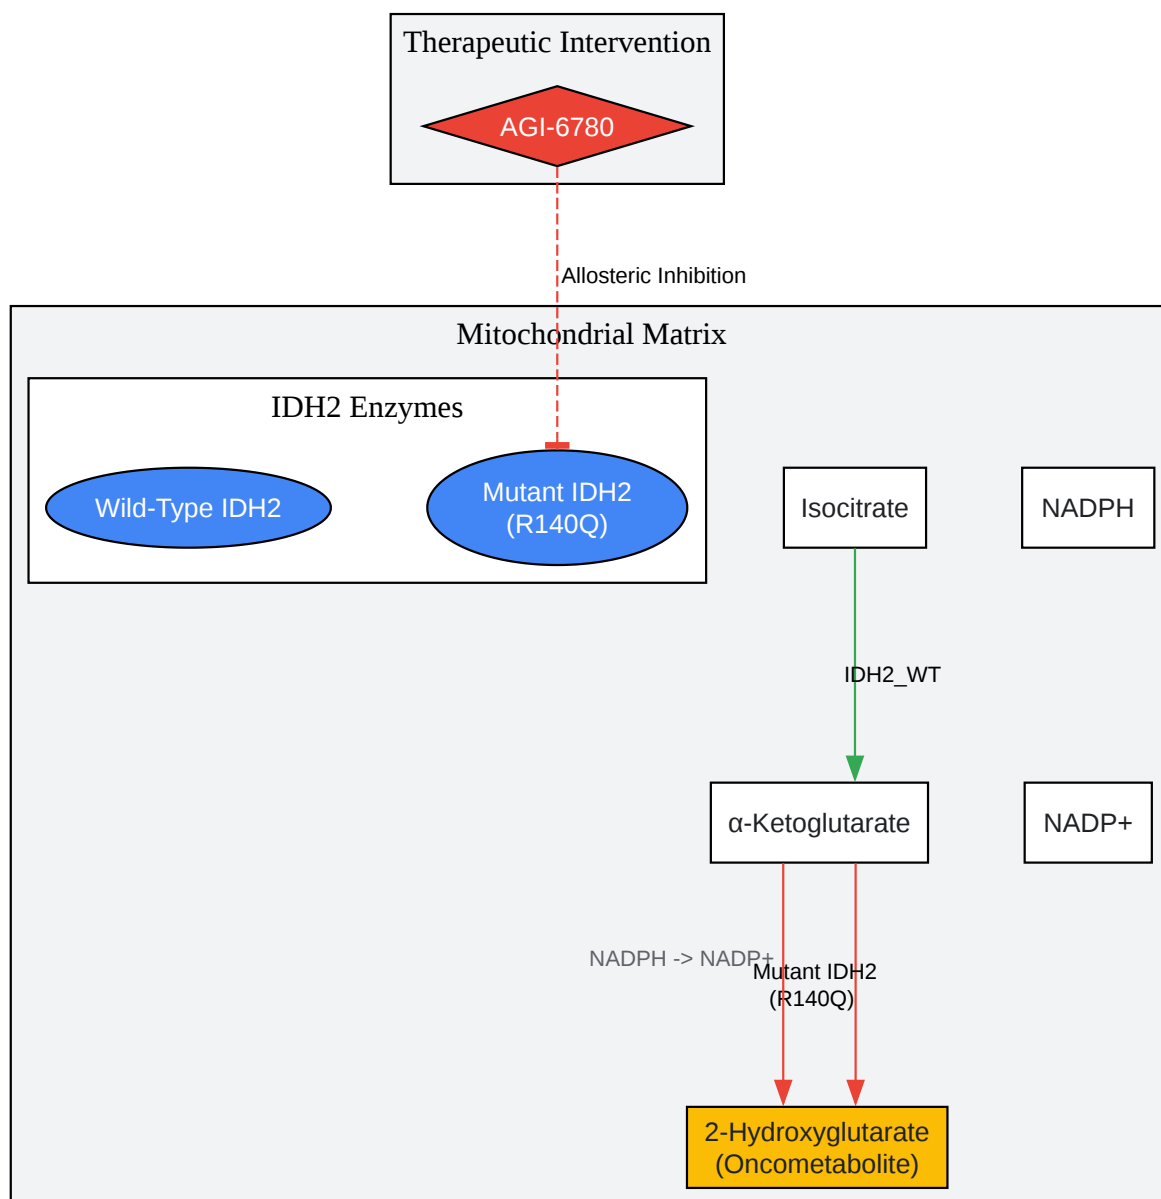 Therapeutic Intervention
AGI-6780
Allosteric Inhibition
Mitochondrial Matrix
IDH2 Enzymes
Wild-Type IDH2
Mutant IDH2
(R140Q)
Isocitrate
NADPH
IDH2_WT
α-Ketoglutarate
NADP+
NADPH -> NADP+
Mutant IDH2
(R140Q)
2-Hydroxyglutarate
(Oncometabolite)